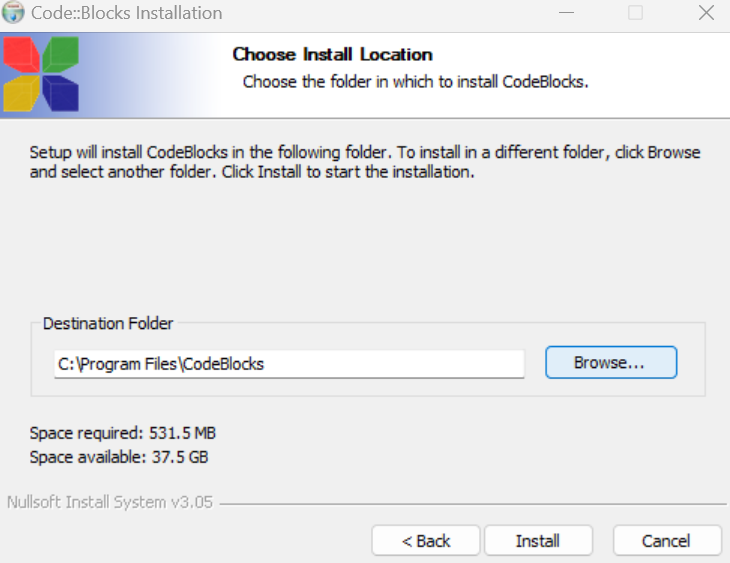 Code::Blocks Installation
Choose Install Location
Choose the folder in which to install CodeBlocks.
Setup will install CodeBlocks in the following folder. To install in a different folder, click Browse
and select another folder. Click Install to start the installation.
Destination Folder
C:\Program Files\CodeBlocks
Browse...
Space required: 531.5 MB
Space available: 37.5 GB
Nullsoft Install System v3.05
< Back
Install
Cancel